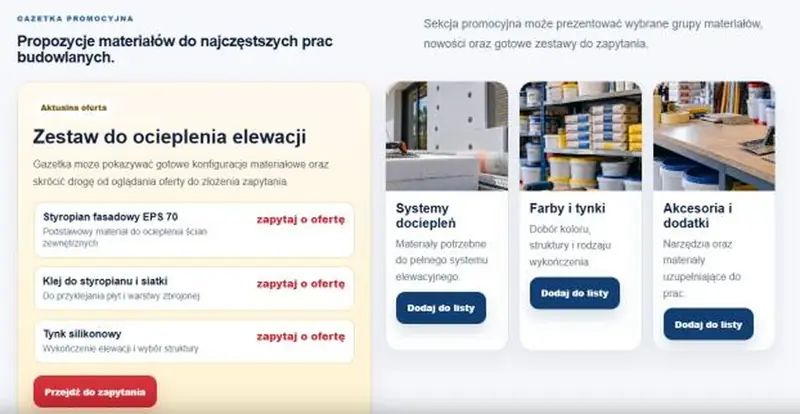 GAZETKA PROMOCYJNA
Propozycje materiałów do najczęstszych prac
budowlanych.
Sekcja promocyjna może prezentować wybrane grupy materiałów,
nowości oraz gotowe zestawy do zapytania.
Aktualna oferta
Zestaw do ocieplenia elewacji
Gazetka może pokazywać gotowe konfiguracje materiałowe oraz
skrócić drogę od oglądania oferty do złożenia zapytania.
Styropian fasadowy EPS 70
zapytaj o ofertę
Podstawowy materiał do ocieplenia ścian
zewnętrznych
Klej do styropianu i siatki
zapytaj o ofertę
Do przyklejania płyt i warstwy zbrojonej
Tynk silikonowy
zapytaj o ofertę
Wykończenie elewacji i wybór struktury
Przejdź do zapytania
Systemy
dociepleń
Materiały potrzebne
do pełnego systemu
elewacyjnego.
Dodaj do listy
Farby i tynki
Dobór koloru,
struktury i rodzaju
wykończenia.
Dodaj do listy
Akcesoria i
dodatki
Narzędzia oraz
materiały
uzupełniające do
prac.
Dodaj do listy